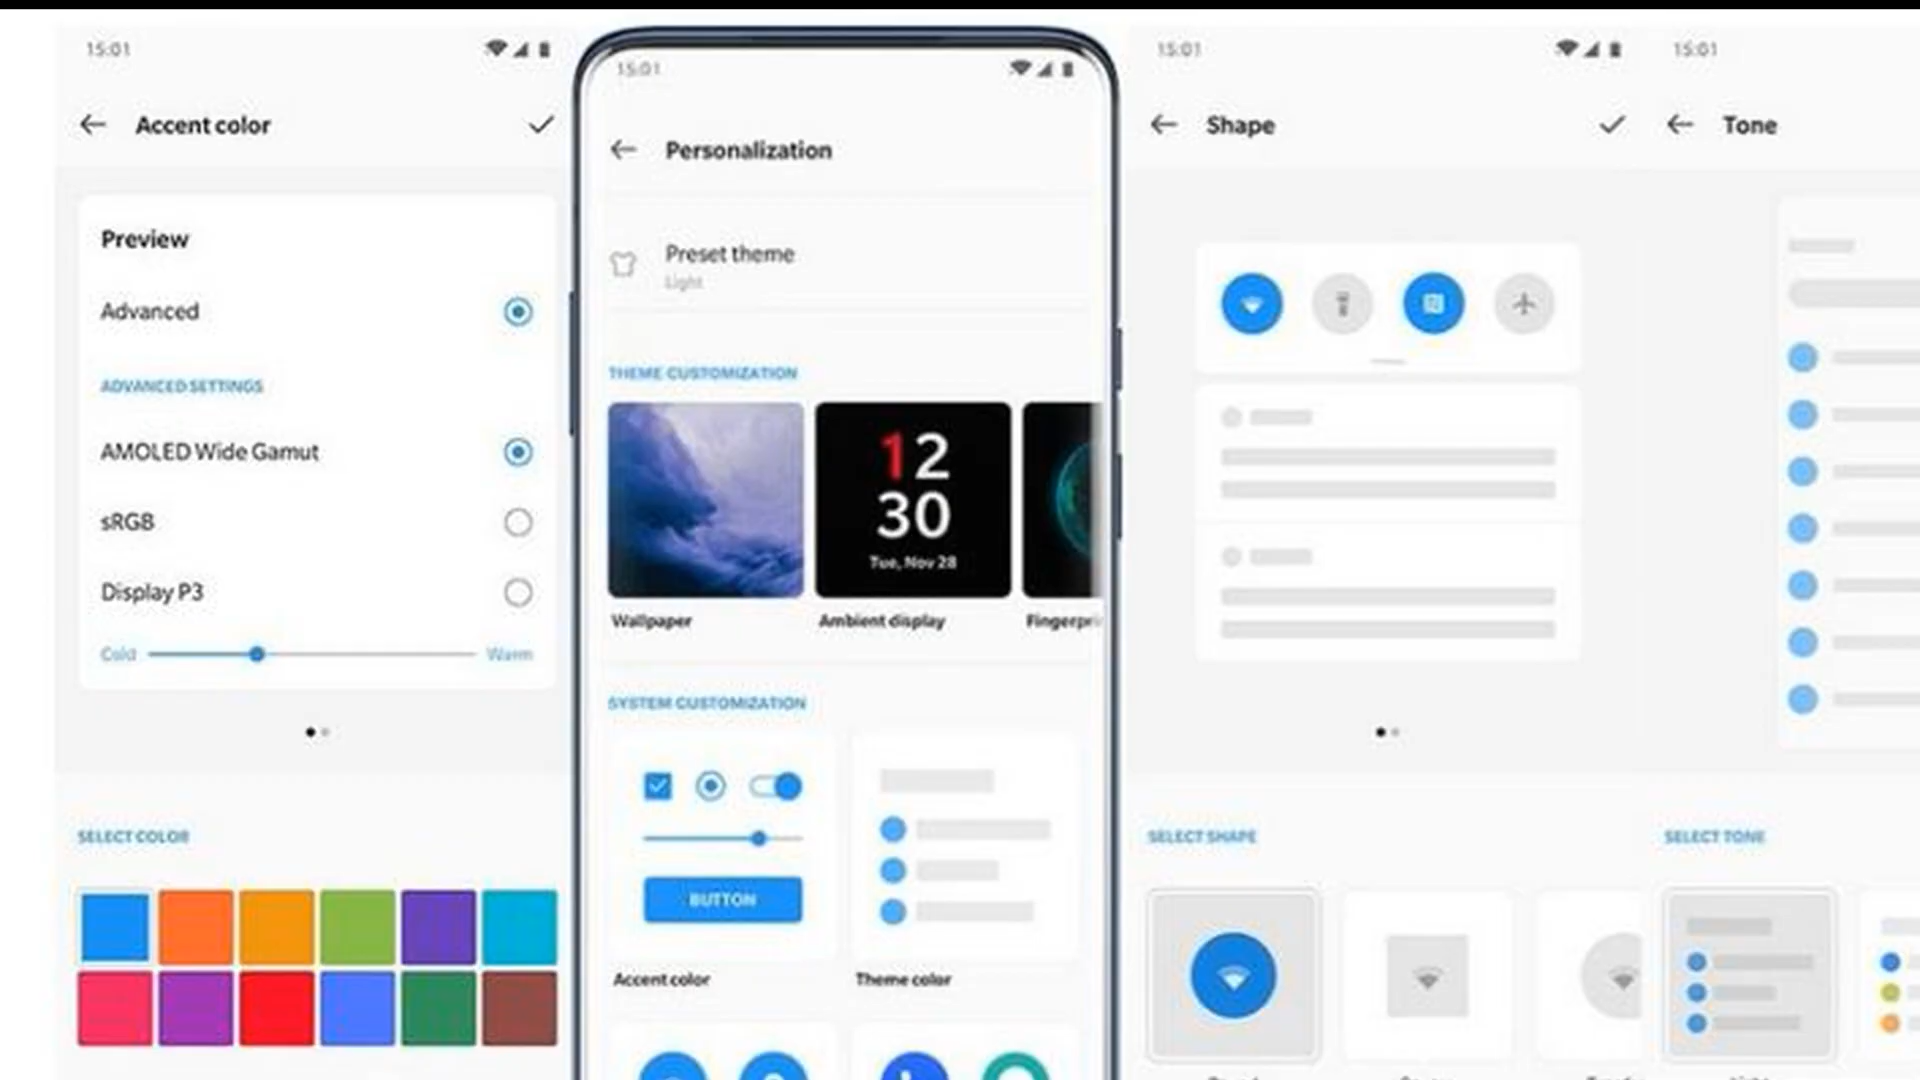 15:01
Accent color
Preview
Advanced
ADVANCED SETTINGS
AMOLED Wide Gamut
sRGB
Display P3
Cold
Warm
SELECT COLOR
15:01
Personalization
Preset theme
Light
THEME CUSTOMIZATION
12
30
Tue, Nov 28
Wallpaper
Ambient display
Fingerpri
SYSTEM CUSTOMIZATION
BUTTON
Accent color
Theme color
15:01
Shape
SELECT SHAPE
15:01
Tone
SELECT TONE